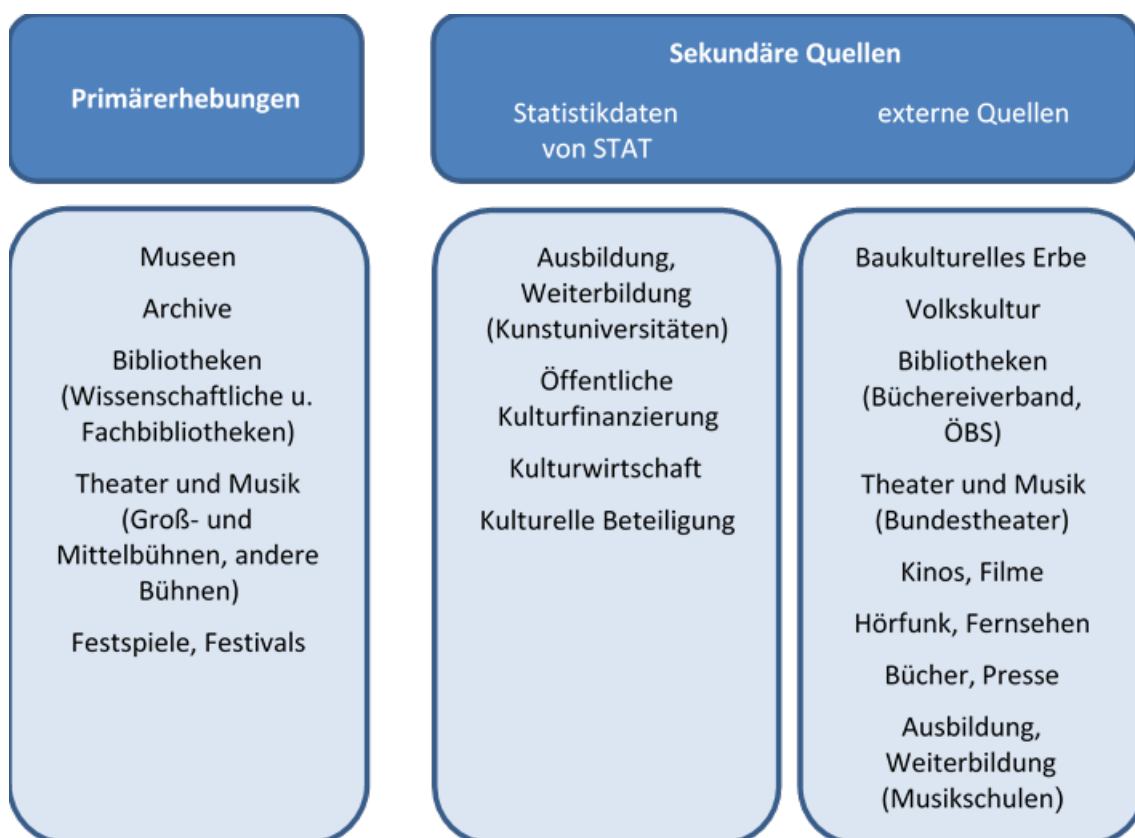 Primärerhebungen
Sekundäre Quellen
Statistikdaten
von STAT
externe Quellen
Museen
Archive
Bibliotheken
(Wissenschaftliche u.
Fachbibliotheken)
Theater und Musik
(Groß- und
Mittelbühnen, andere
Bühnen)
Festspiele, Festivals
Ausbildung,
Weiterbildung
(Kunstuniversitäten)
Öffentliche
Kulturfinanzierung
Kulturwirtschaft
Kulturelle Beteiligung
Baukulturelles Erbe
Volkskultur
Bibliotheken
(Büchereiverband,
ÖBS)
Theater und Musik
(Bundestheater)
Kinos, Filme
Hörfunk, Fernsehen
Bücher, Presse
Ausbildung,
Weiterbildung
(Musikschulen)